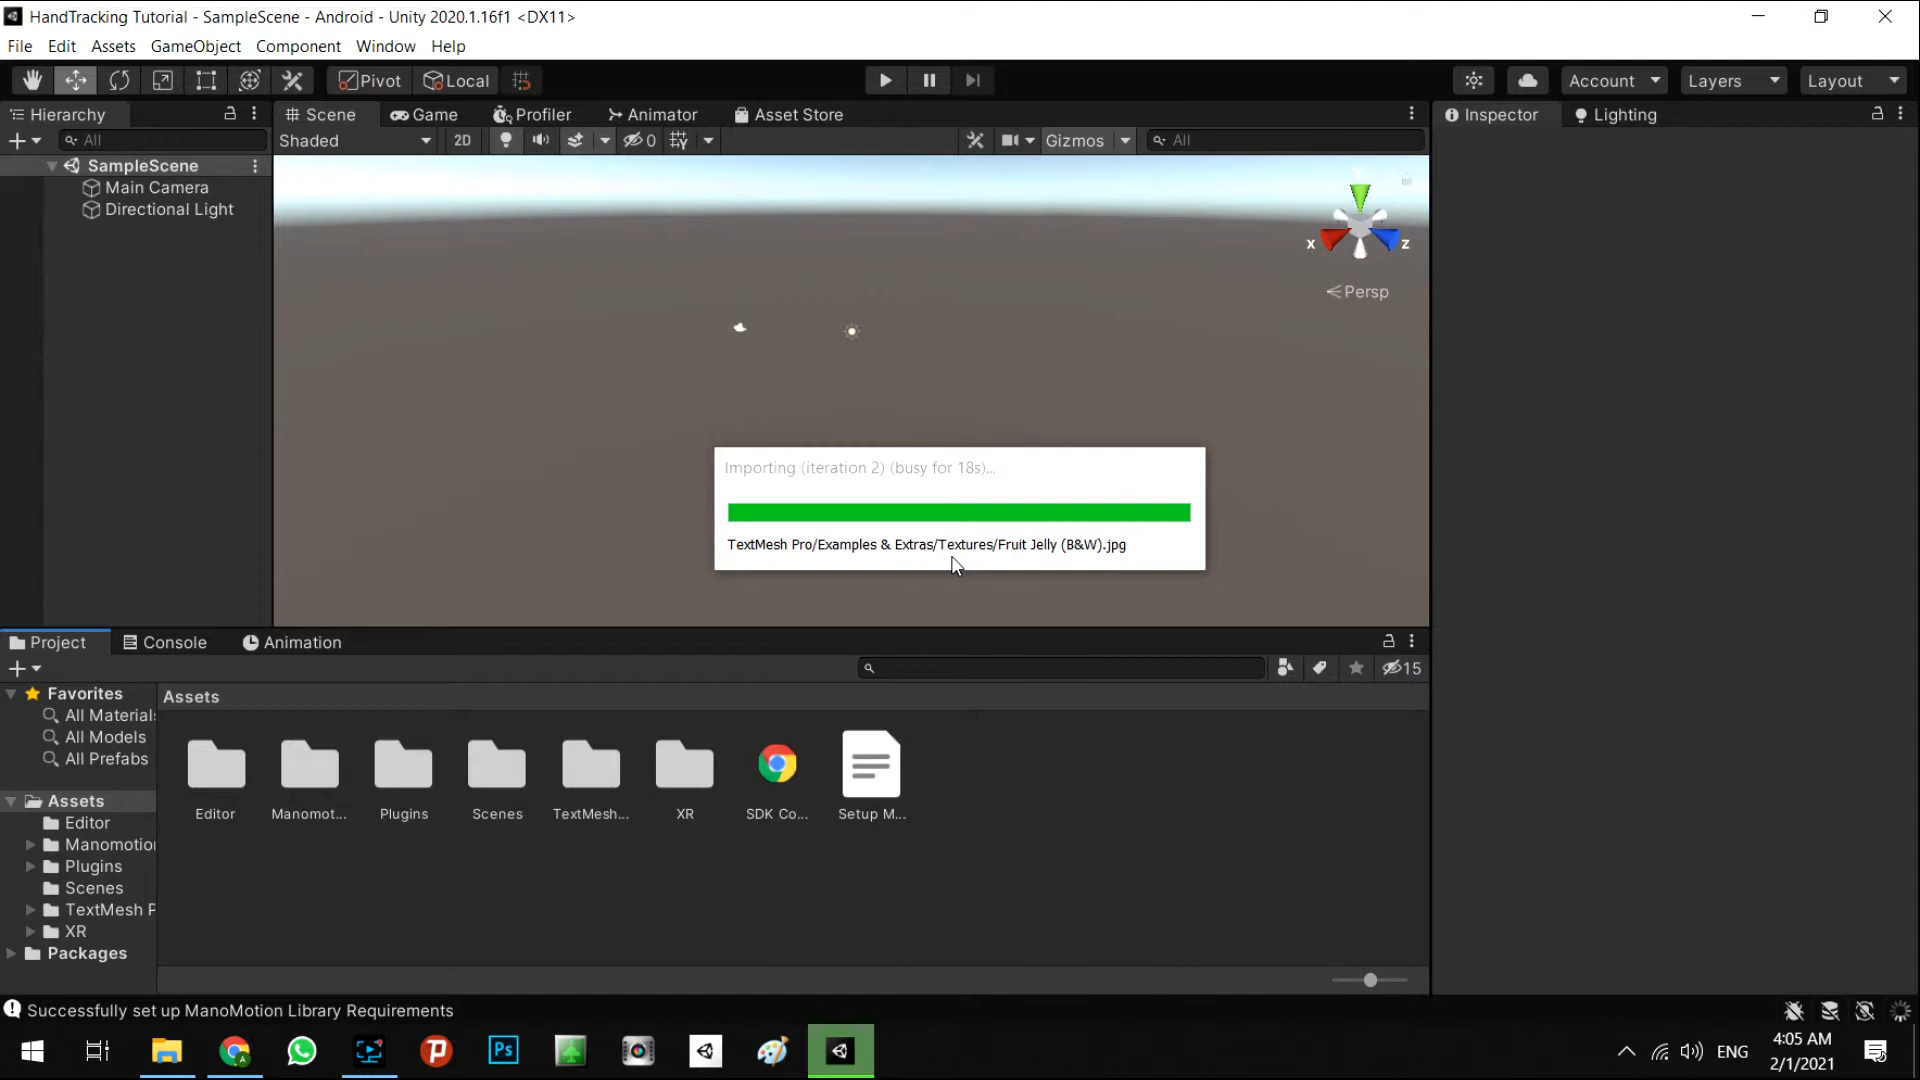 HandTracking Tutorial - SampleScene - Android - Unity 2020.1.16f1 <DX11>
File Edit Assets GameObject Component Window Help
Pivot Local Account Layers Layout
Hierarchy Scene Game Profiler Animator Asset Store Inspector Lighting
All Shaded 2D 0 Gizmos All
SampleScene
Main Camera
Directional Light
x z
Persp
Importing (iteration 2) (busy for 18s)...
TextMesh Pro/Examples & Extras/Textures/Fruit Jelly (B&W).jpg
Project Console Animation
15
Favorites Assets
All Materials
All Models
All Prefabs
Assets
Editor
Manomotion
Plugins
Scenes
TextMesh P
XR
Packages
Editor Manomot... Plugins Scenes TextMesh... XR SDK Co... Setup M...
Successfully set up ManoMotion Library Requirements
Ps
ENG
4:05 AM
2/1/2021